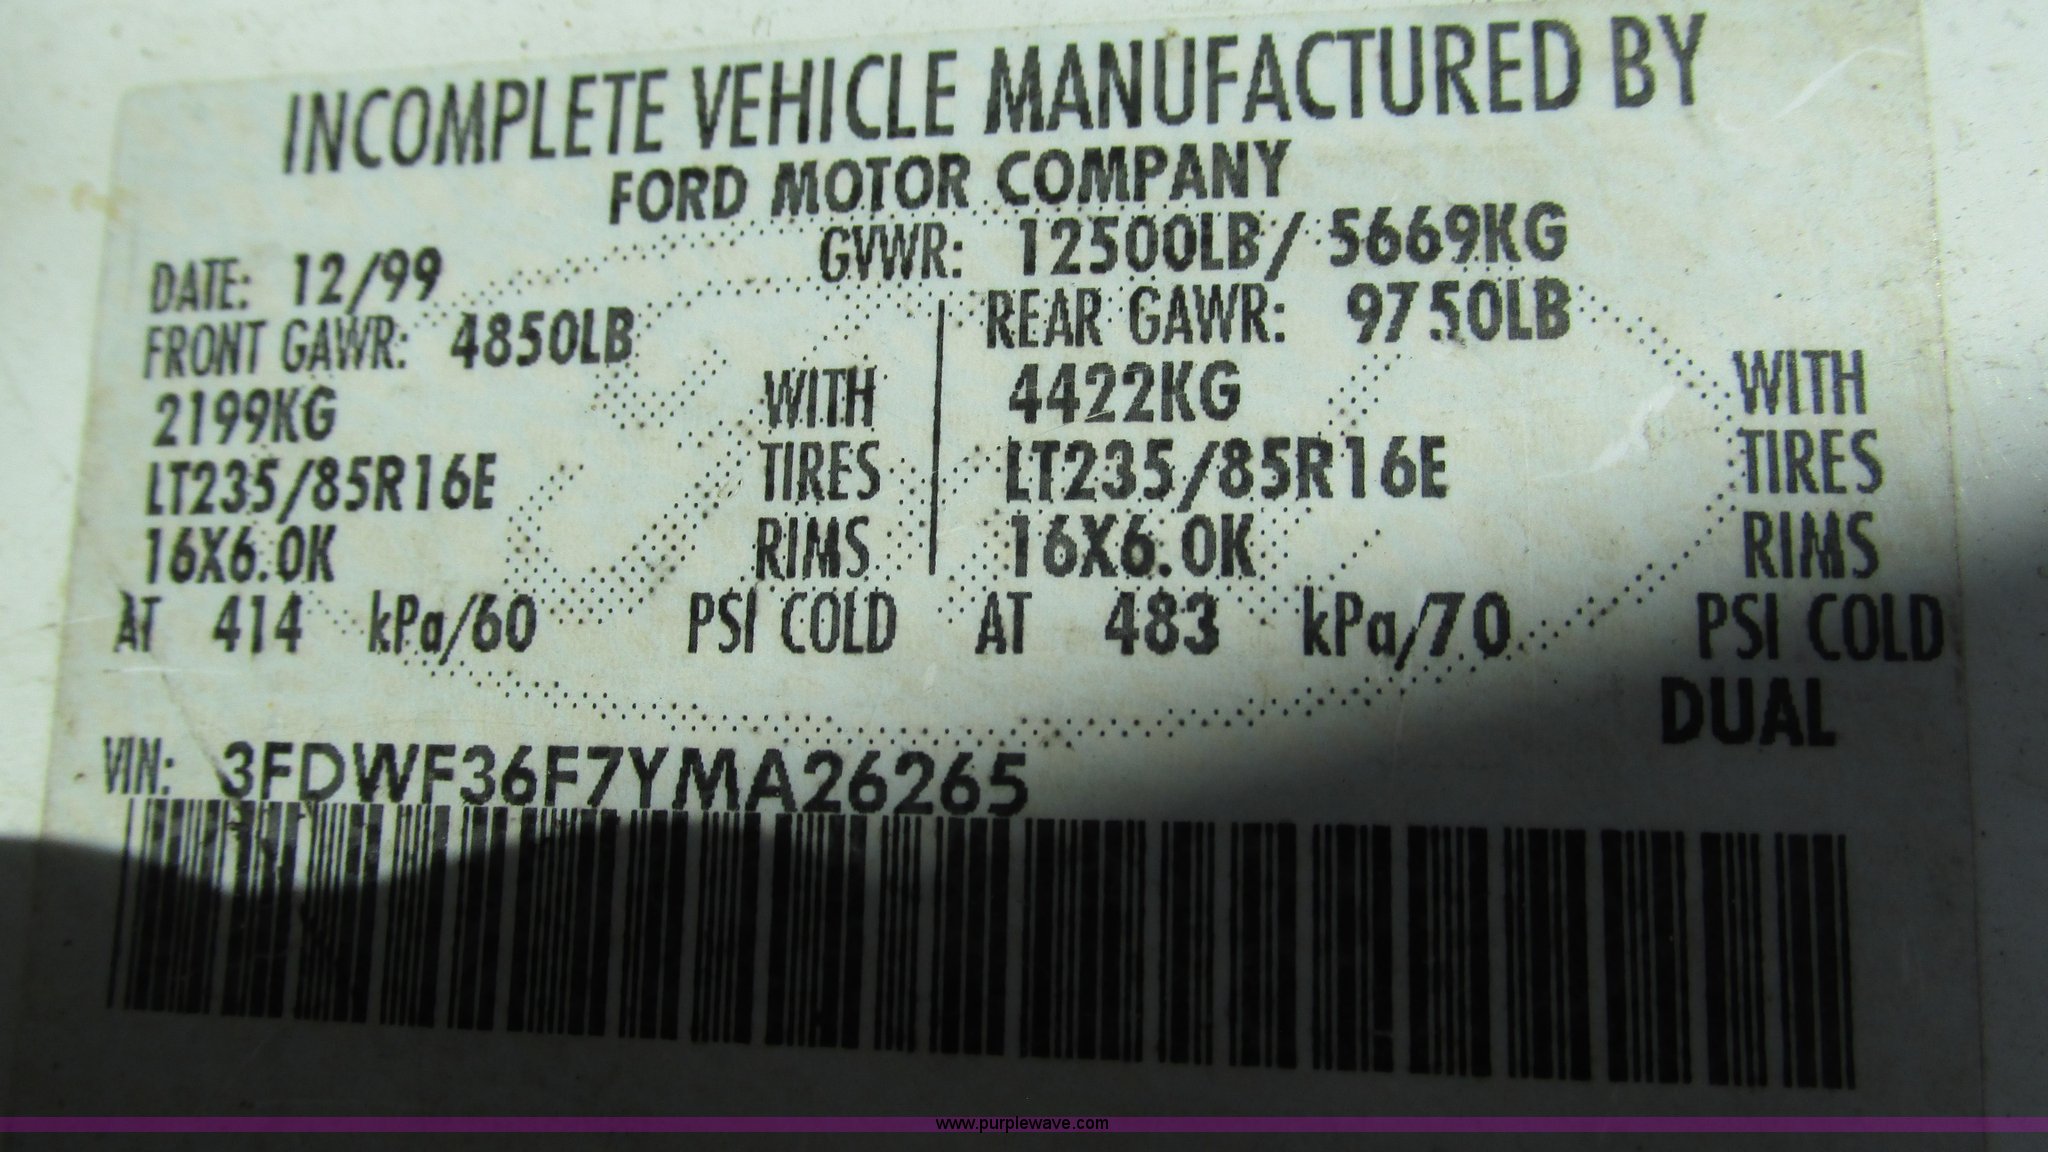 INCOMPLETE VEHICLE MANUFACTURED BY
FORD MOTOR COMPANY
DATE: 12/99 GVWR: 12500LB/ 5669KG
FRONT GAWR: 4850LB REAR GAWR: 9750LB
2199KG WITH 4422KG WITH
LT235/85R16E TIRES LT235/85R16E TIRES
16X6.0K RIMS 16X6.0K RIMS
AT 414 kPa/60 PSI COLD AT 483 kPa/70 PSI COLD
DUAL
VIN: 3FDWF36F7YMA26265
www.purplewave.com